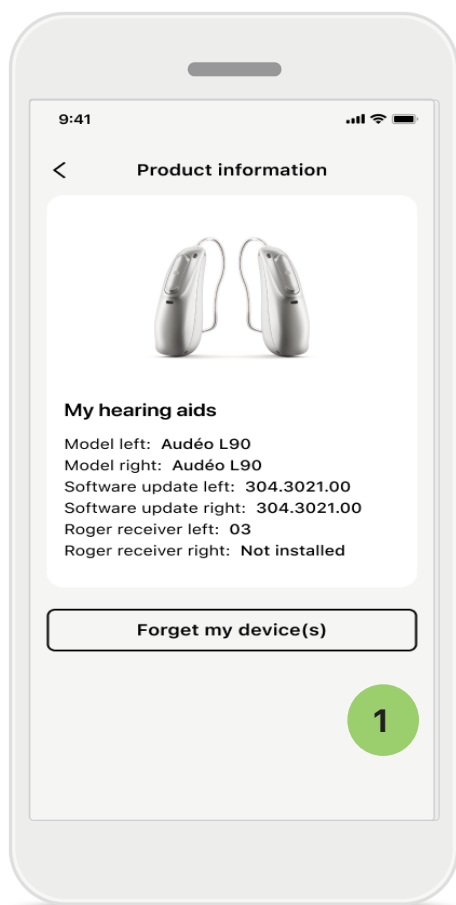 9:41
Product information
My hearing aids
Model left: Audéo L90
Model right: Audéo L90
Software update left: 304.3021.00
Software update right: 304.3021.00
Roger receiver left: 03
Roger receiver right: Not installed
Forget my device(s)
1